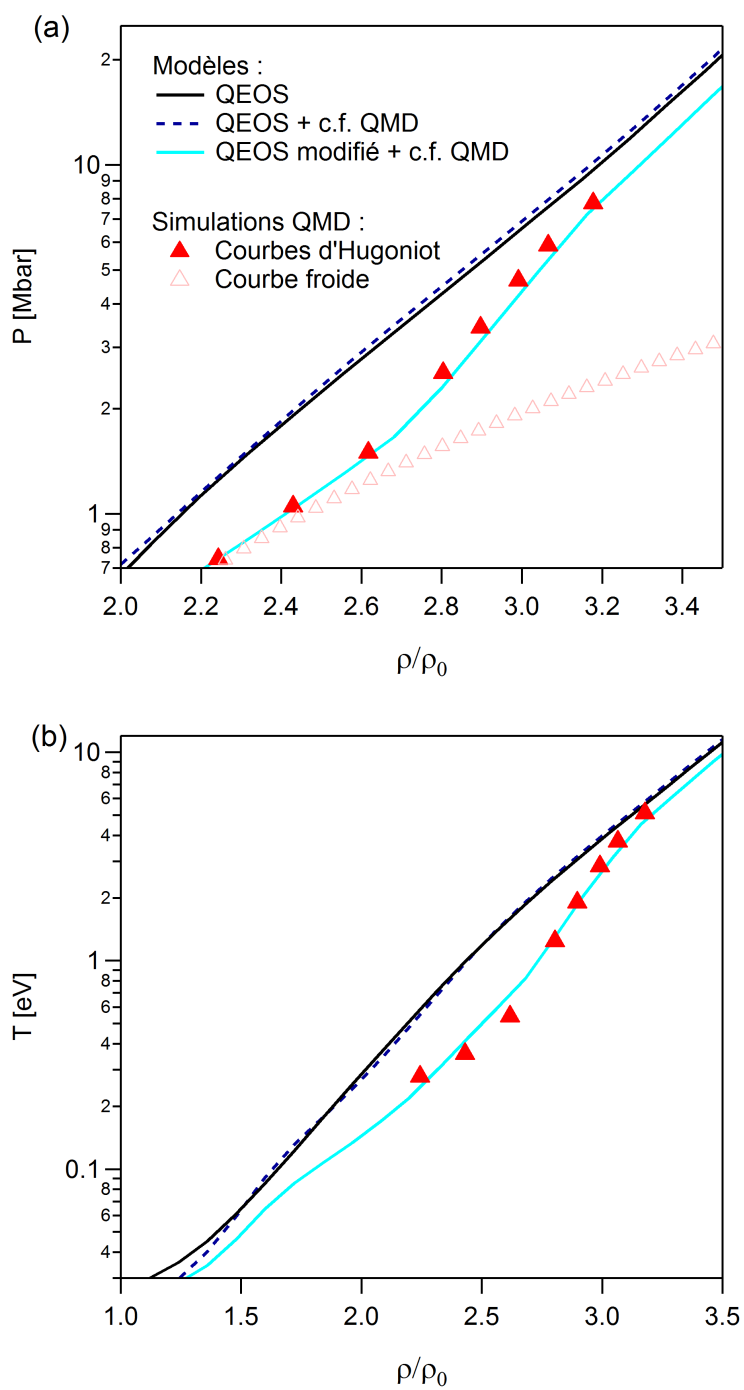 (a)
Modèles :
QEOS
QEOS + c.f. QMD
QEOS modifié + c.f. QMD
Simulations QMD :
Courbes d'Hugoniot
Courbe froide
P [Mbar]
2
10
9
8
7
6
5
4
3
2
1
9
8
7
2.0 2.2 2.4 2.6 2.8 3.0 3.2 3.4
ρ/ρ0
(b)
T [eV]
10
8
6
4
2
1
8
6
4
2
0.1
8
6
4
1.0 1.5 2.0 2.5 3.0 3.5
ρ/ρ0